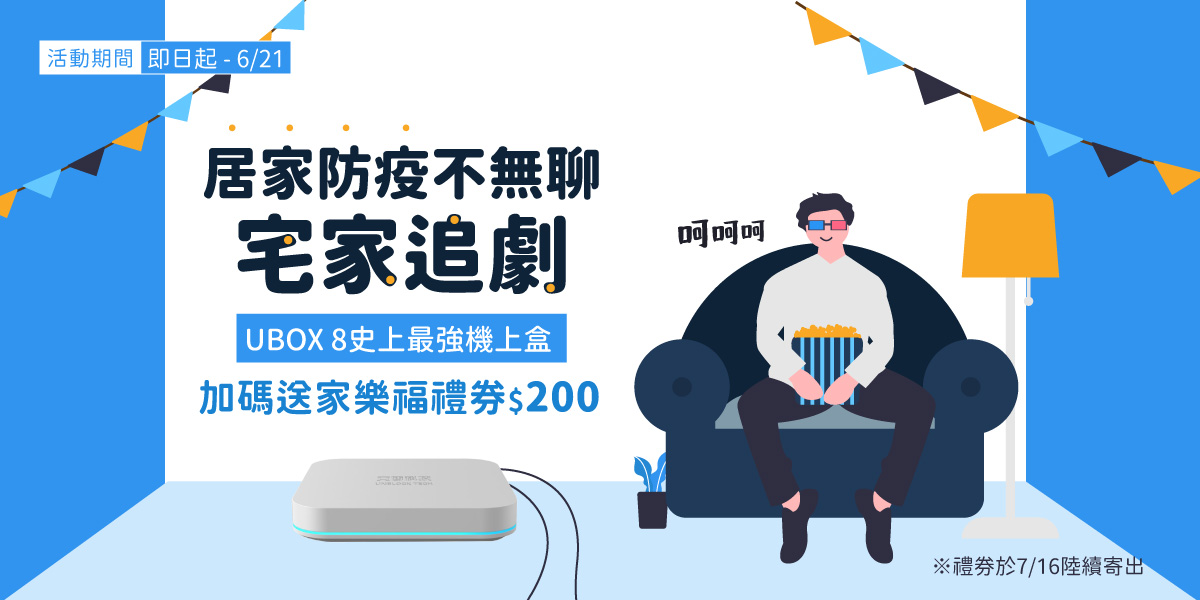 活動期間 即日起 - 6/21
居家防疫不無聊
宅家追劇
呵呵呵
UBOX 8史上最強機上盒
加碼送家樂福禮券$200
※禮券於7/16陸續寄出